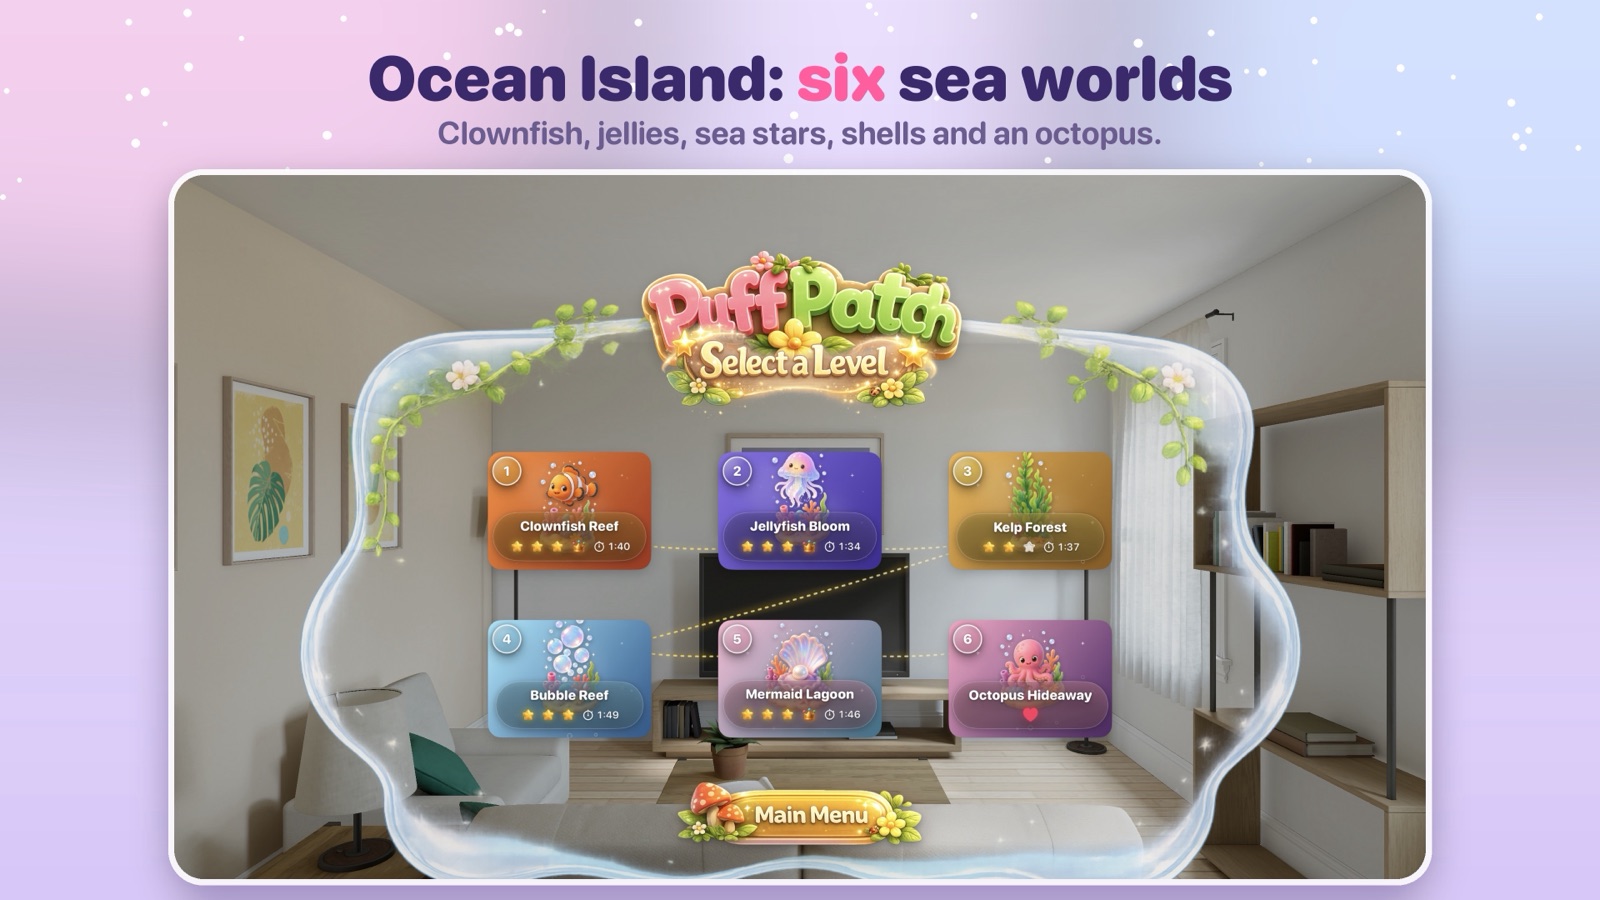 Ocean Island: six sea worlds
Clownfish, jellies, sea stars, shells and an octopus.
PuffPatch
Select a Level
1
Clownfish Reef
1:40
2
Jellyfish Bloom
1:34
3
Kelp Forest
1:37
4
Bubble Reef
1:49
5
Mermaid Lagoon
1:46
6
Octopus Hideaway
Main Menu